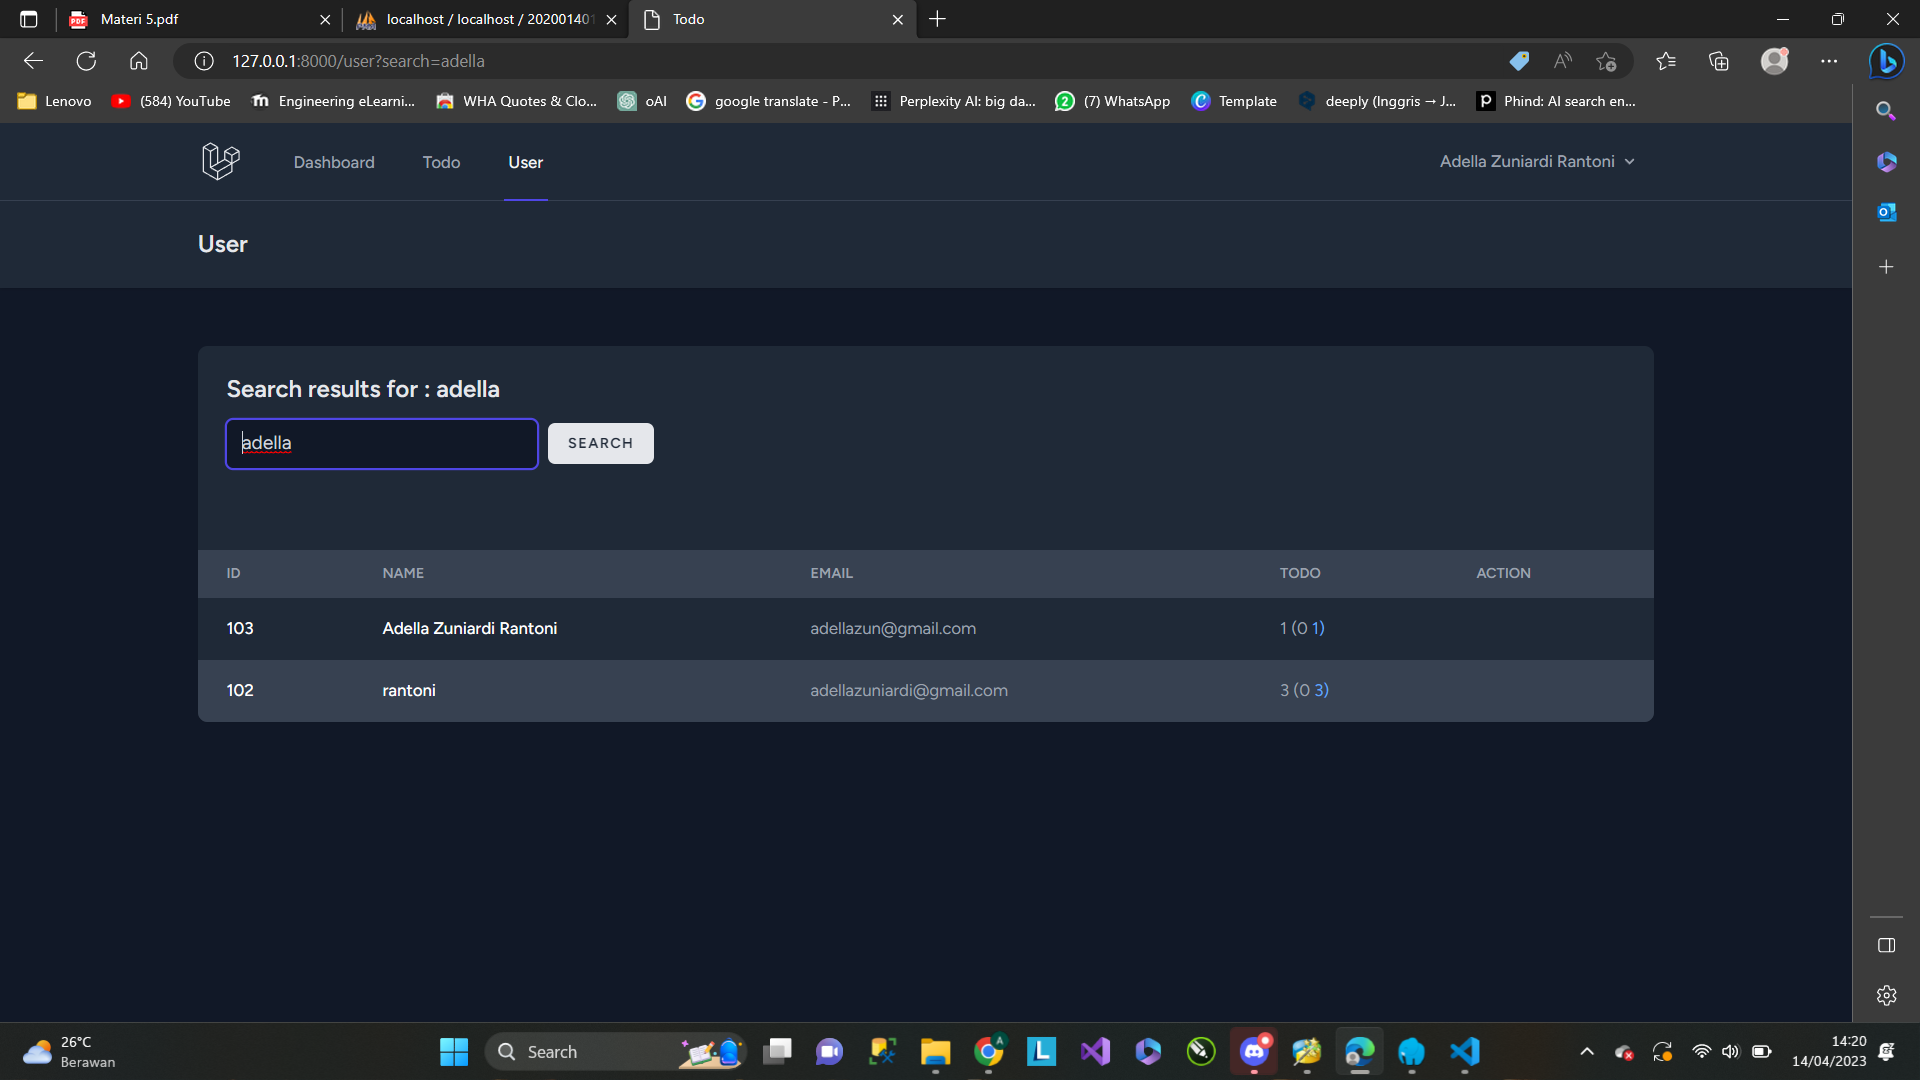 Materi 5.pdf
localhost / localhost / 202001401
Todo
127.0.0.1:8000/user?search=adella
Lenovo
(584) YouTube
Engineering eLearni...
WHA Quotes & Clo...
oAI
google translate - P...
Perplexity AI: big da...
(7) WhatsApp
Template
deeply (Inggris → J...
Phind: AI search en...
Dashboard
Todo
User
Adella Zuniardi Rantoni
User
Search results for : adella
adella
SEARCH
ID NAME EMAIL TODO ACTION
103 Adella Zuniardi Rantoni adellazun@gmail.com 1 (0 1)
102 rantoni adellazuniardi@gmail.com 3 (0 3)
26°C
Berawan
Search
14:20
14/04/2023